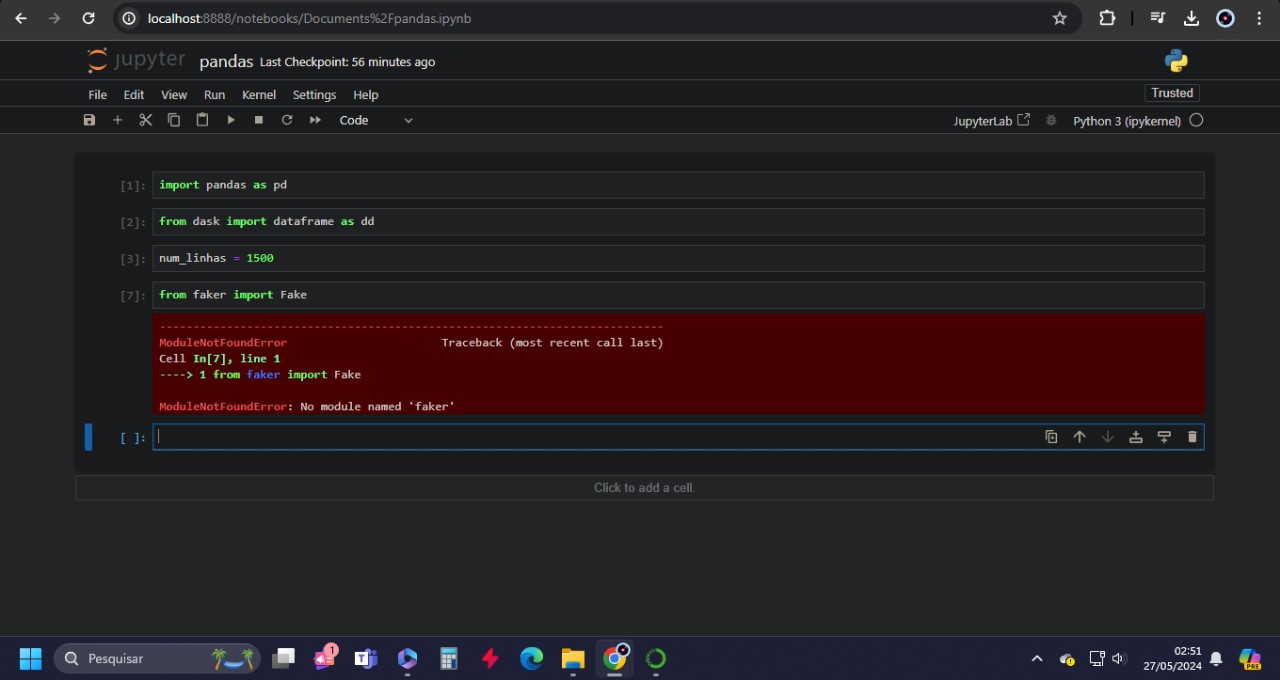 localhost:8888/notebooks/Documents%2Fpandas.ipynb
jupyter pandas Last Checkpoint: 56 minutes ago
File Edit View Run Kernel Settings Help Trusted
Code JupyterLab Python 3 (ipykernel)
[1]: import pandas as pd
[2]: from dask import dataframe as dd
[3]: num_linhas = 1500
[7]: from faker import Fake
---------------------------------------------------------------------------
ModuleNotFoundError Traceback (most recent call last)
Cell In[7], line 1
----> 1 from faker import Fake
ModuleNotFoundError: No module named 'faker'
[ ]:
Click to add a cell.
Pesquisar 1 02:51
27/05/2024 PRE